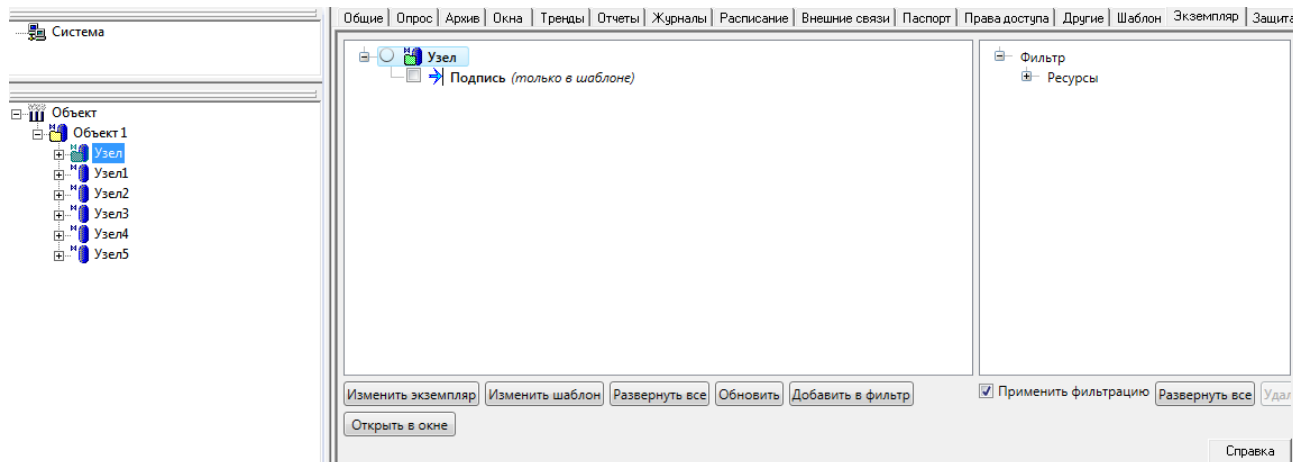 Система
Объект
Объект 1
Узел
Узел1
Узел2
Узел3
Узел4
Узел5
Общие Опрос Архив Окна Тренды Отчеты Журналы Расписание Внешние связи Паспорт Права доступа Другие Шаблон Экземпляр Защита
Узел
Подпись (только в шаблоне)
Фильтр
Ресурсы
Изменить экземпляр Изменить шаблон Развернуть все Обновить Добавить в фильтр
Применить фильтрацию Развернуть все Удал
Открыть в окне
Справка